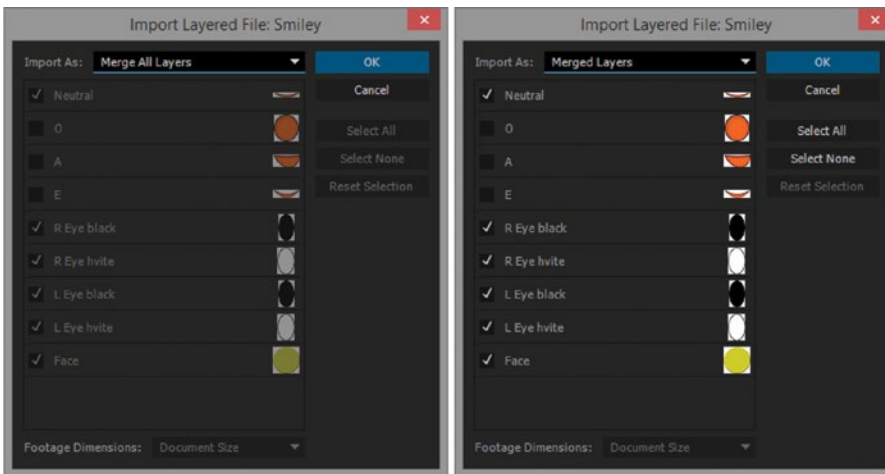 Import Layered File: Smiley
Import As: Merge All Layers
OK
Cancel
Neutral
O
Select All
A
Select None
E
Reset Selection
R Eye black
R Eye hvite
L Eye black
L Eye hvite
Face
Footage Dimensions: Document Size
Import Layered File: Smiley
Import As: Merged Layers
OK
Cancel
Neutral
O
Select All
A
Select None
E
Reset Selection
R Eye black
R Eye hvite
L Eye black
L Eye hvite
Face
Footage Dimensions: Document Size